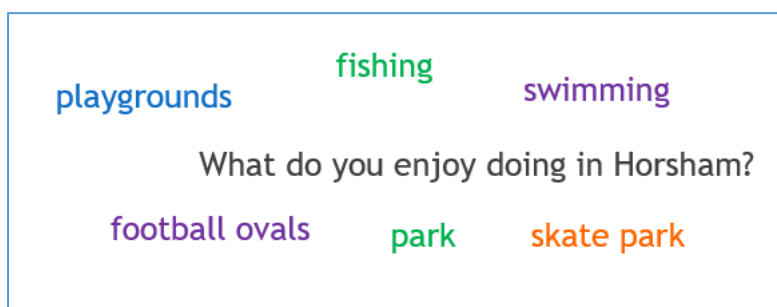 fishing
playgrounds
swimming
What do you enjoy doing in Horsham?
football ovals
park
skate park